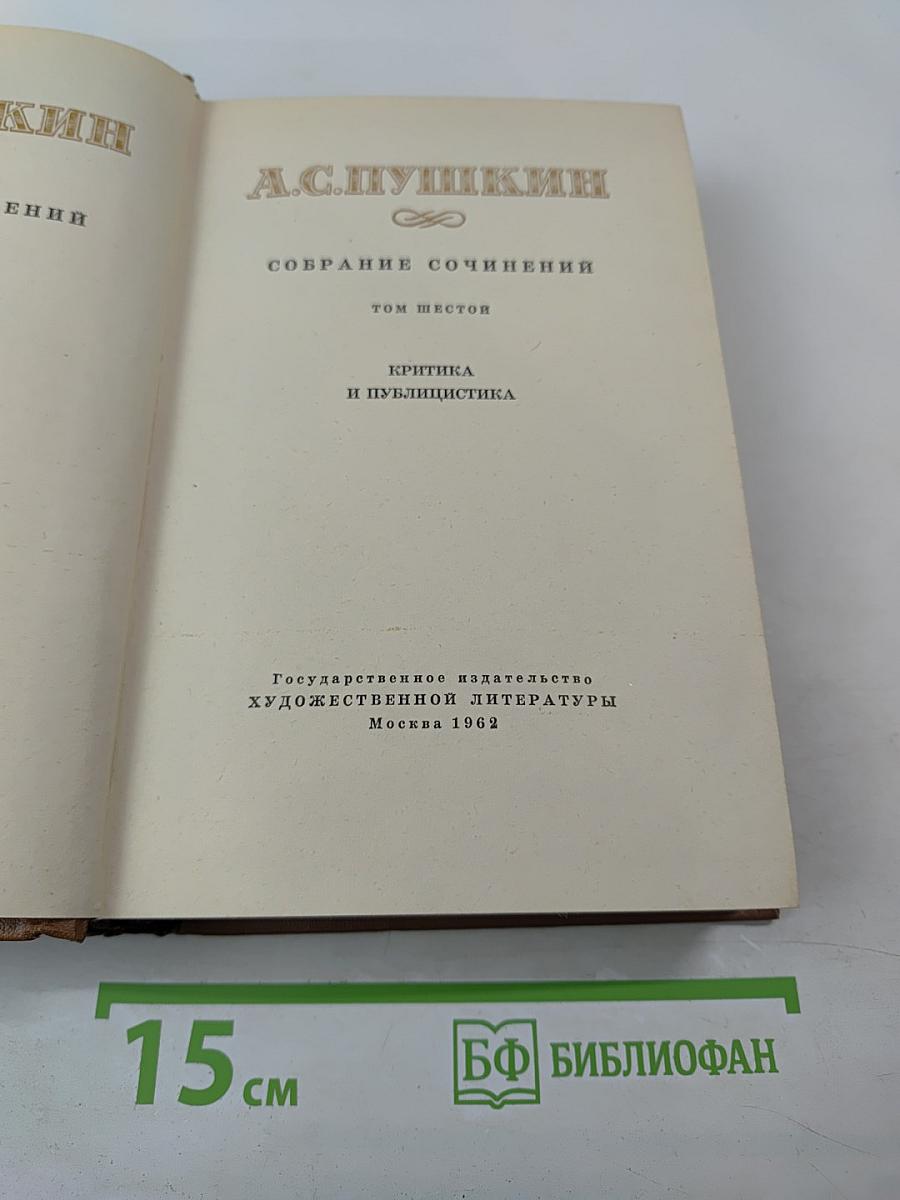 КИН
ЕНИЙ
А.С.ПУШКИН
СОБРАНИЕ СОЧИНЕНИЙ
ТОМ ШЕСТОЙ
КРИТИКА
И ПУБЛИЦИСТИКА
Государственное издательство
ХУДОЖЕСТВЕННОЙ ЛИТЕРАТУРЫ
Москва 1962
15 см
БФ БИБЛИОФАН